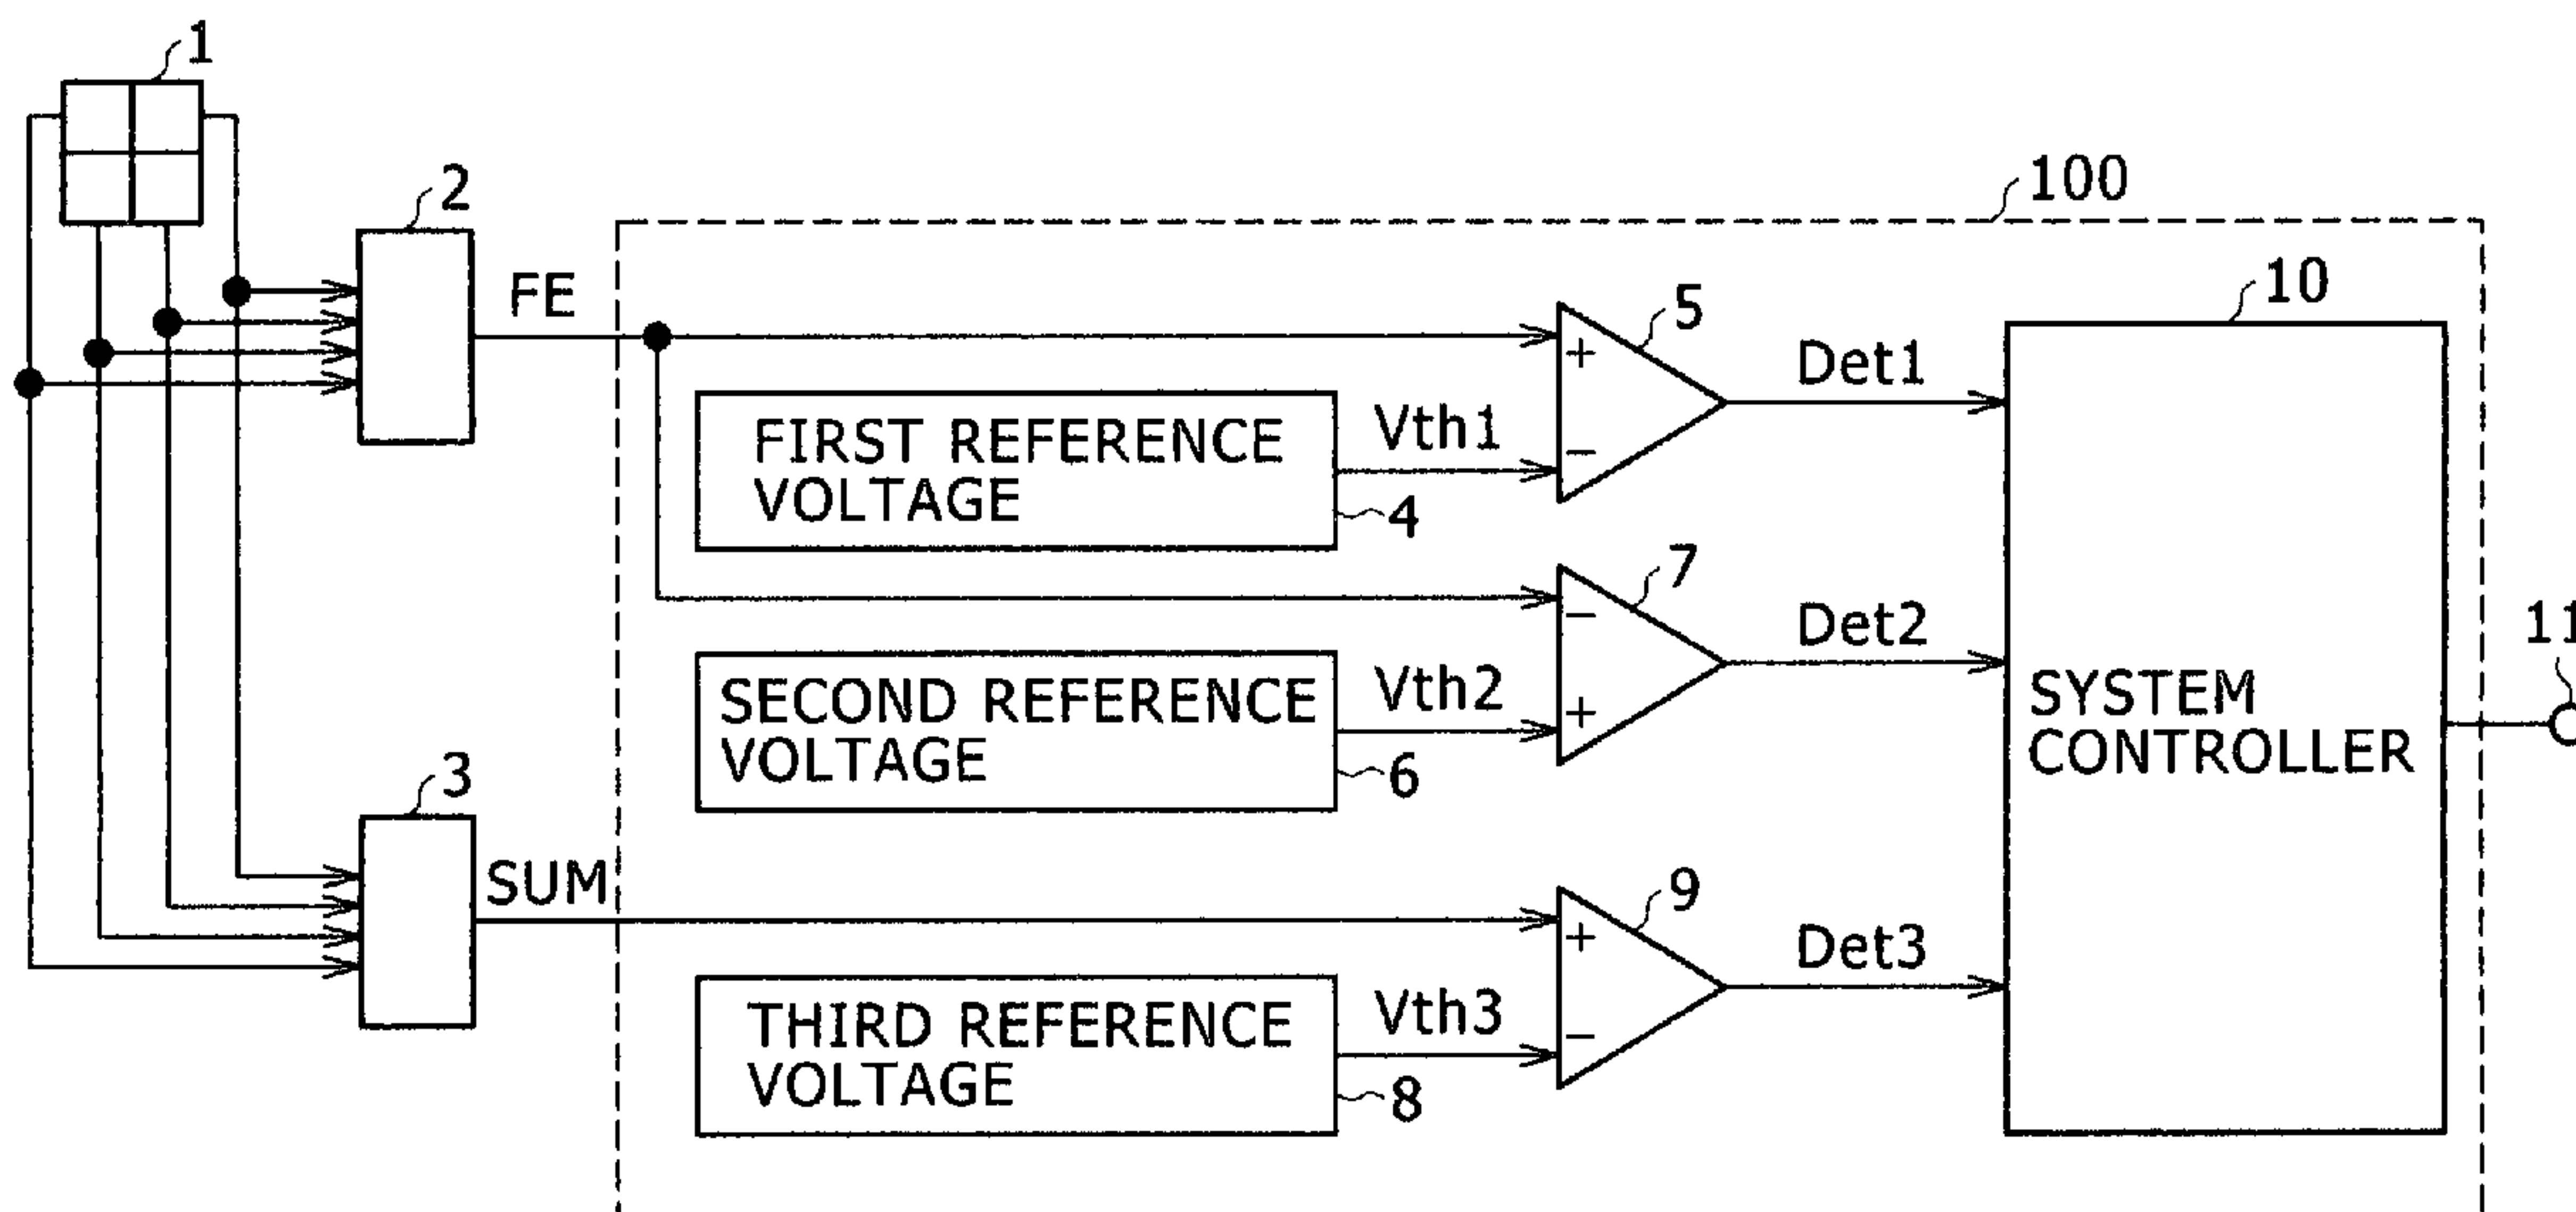 1
2
100
FE
5
10
Det1
FIRST REFERENCE
VOLTAGE
Vth1
4
+
−
7
Det2
11
SECOND REFERENCE
VOLTAGE
Vth2
6
−
+
SYSTEM
CONTROLLER
3
SUM
9
Det3
THIRD REFERENCE
VOLTAGE
Vth3
8
+
−